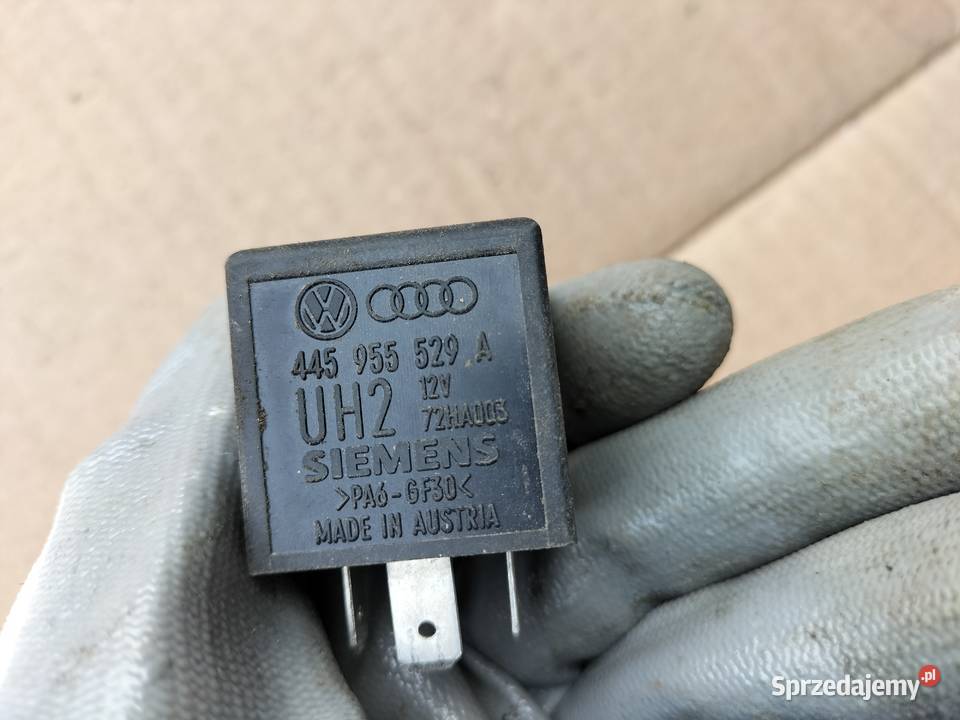 445 955 529 A
UH2 12V
72HA003
SIEMENS
>PA6-GF30<
MADE IN AUSTRIA
Sprzedajemy.pl